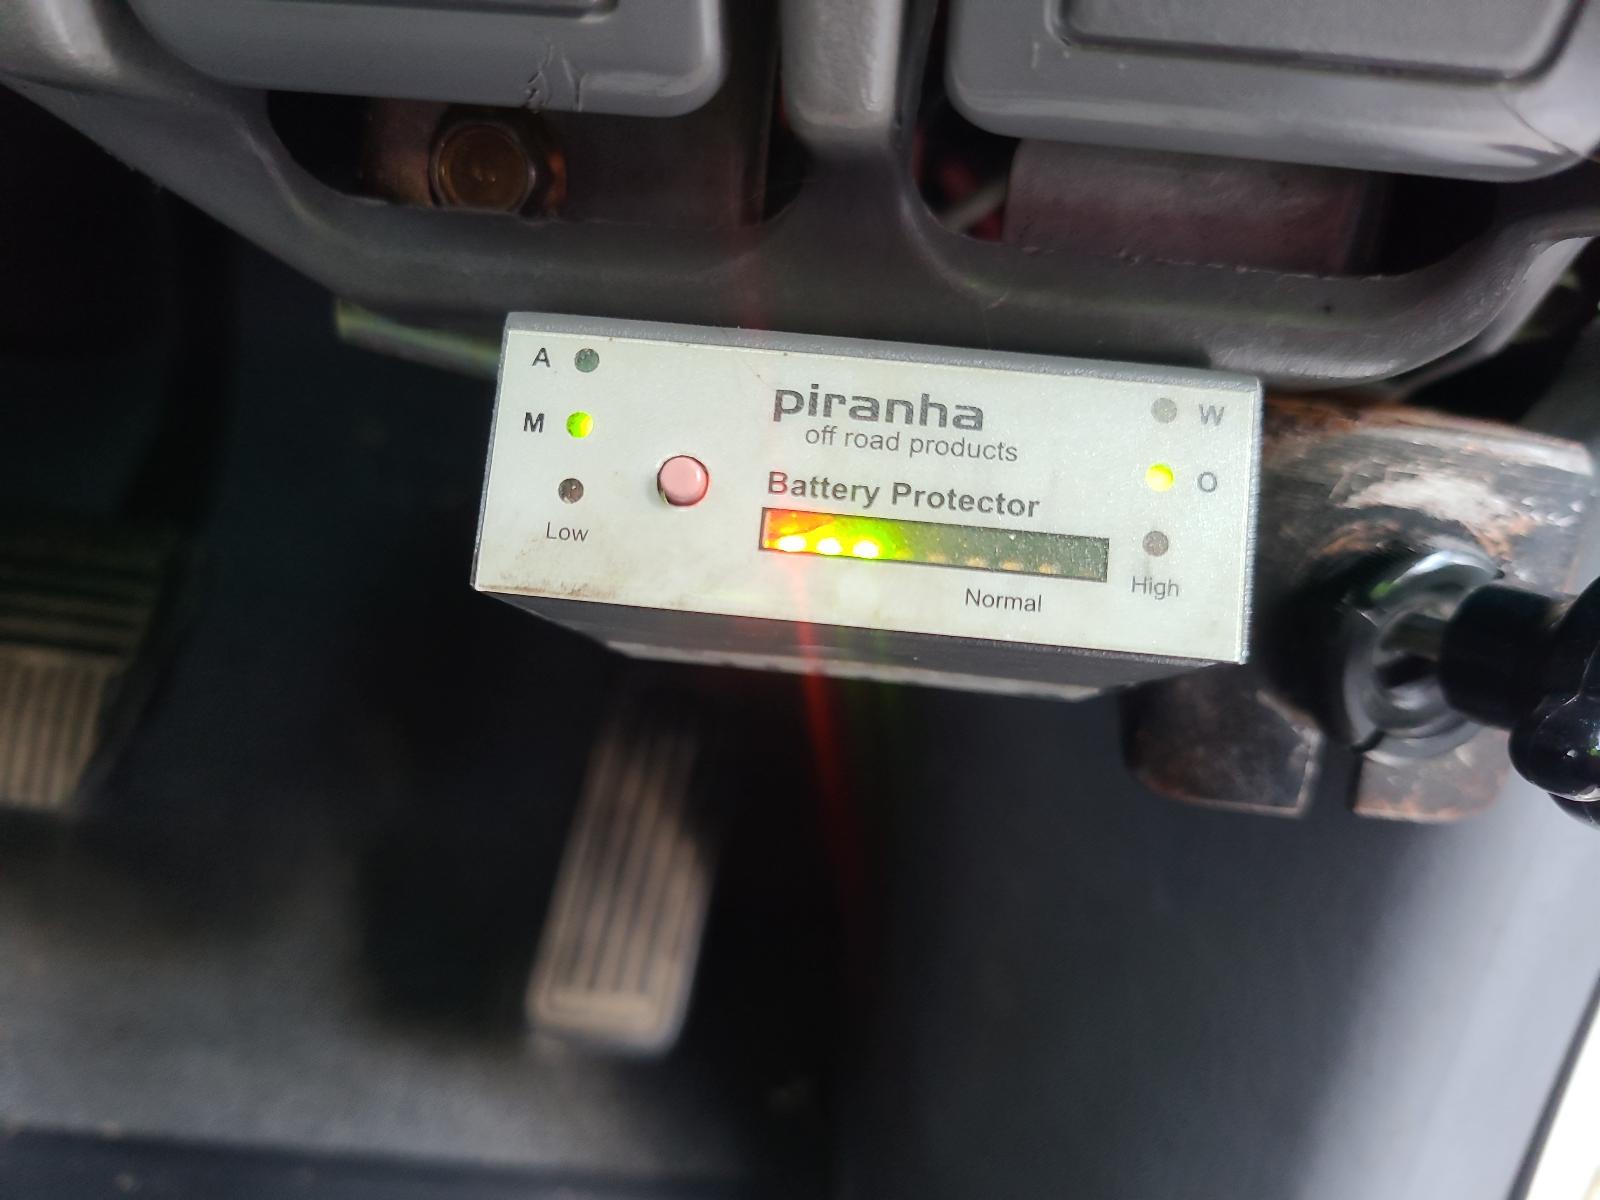 A
piranha
W
M
off road products
O
Battery Protector
Low
Normal
High